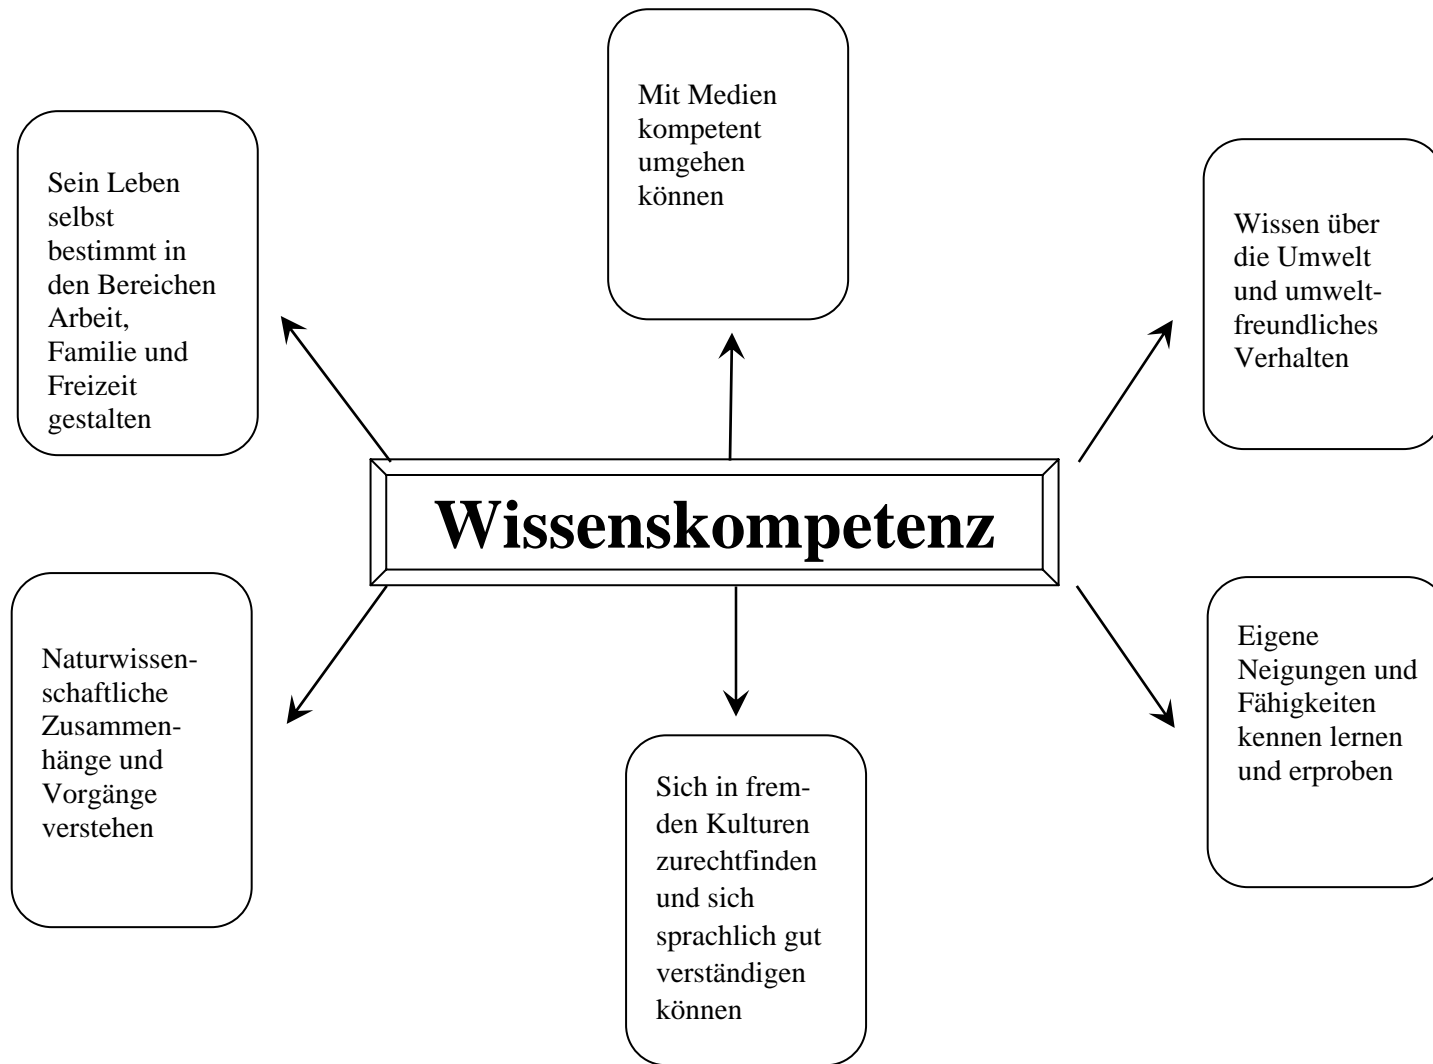 Mit Medien
kompetent
umgehen
können
Sein Leben
selbst
bestimmt in
den Bereichen
Arbeit,
Familie und
Freizeit
gestalten
Wissen über
die Umwelt
und umwelt-
freundliches
Verhalten
Wissenskompetenz
Naturwissen-
schaftliche
Zusammen-
hänge und
Vorgänge
verstehen
Sich in frem-
den Kulturen
zurechtfinden
und sich
sprachlich gut
verständigen
können
Eigene
Neigungen und
Fähigkeiten
kennen lernen
und erproben